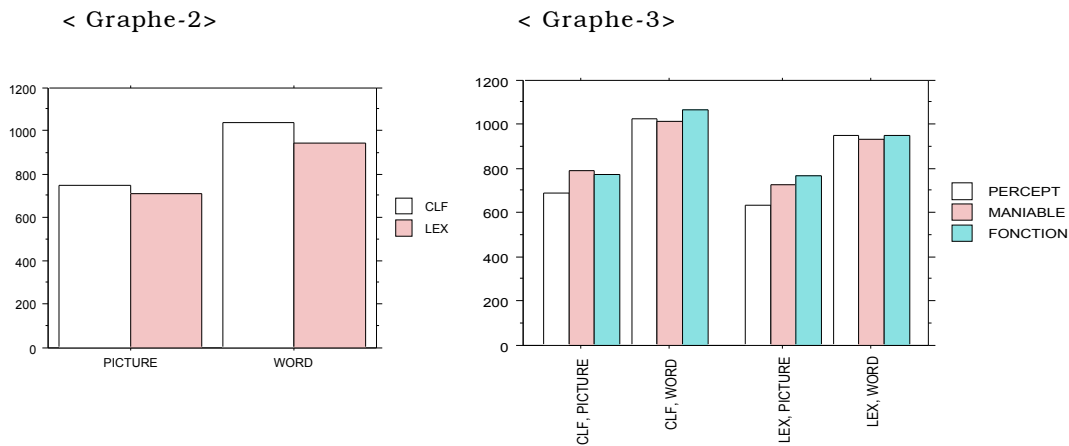 < Graphe-2>
1200
1000
800
600
400
200
0
PICTURE WORD
CLF
LEX
< Graphe-3>
1200
1000
800
600
400
200
0
CLF, PICTURE
CLF, WORD
LEX, PICTURE
LEX, WORD
PERCEPT
MANIABLE
FONCTION